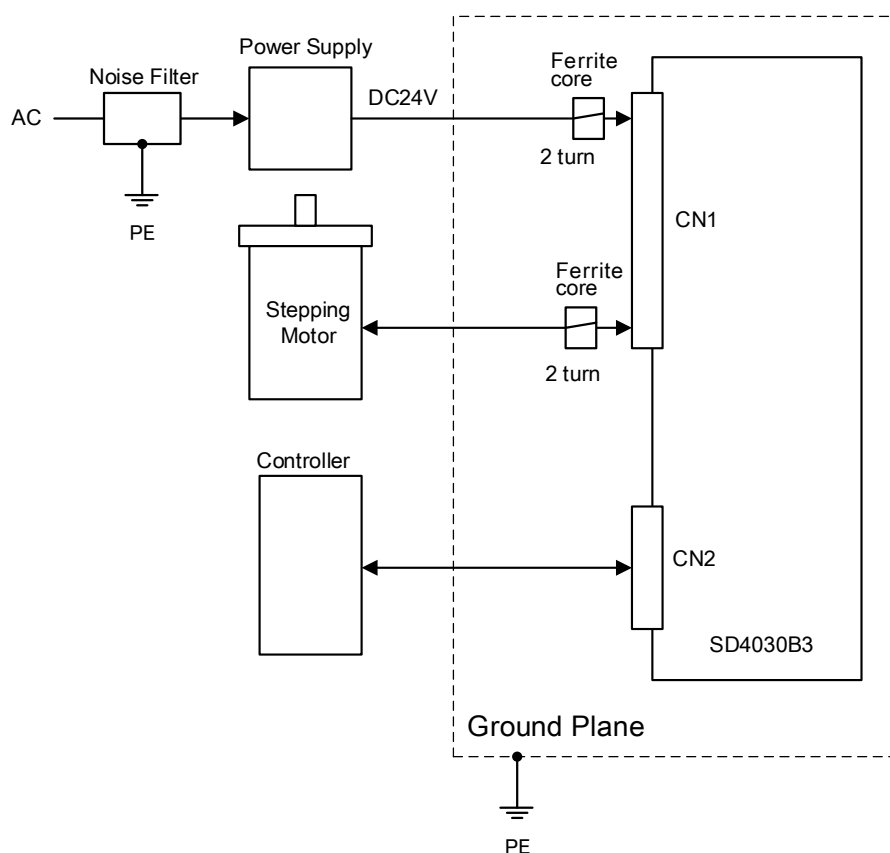 Power Supply
Noise Filter
AC
DC24V
Ferrite
core
2 turn
PE
CN1
Stepping
Motor
Ferrite
core
2 turn
Controller
CN2
SD4030B3
Ground Plane
PE